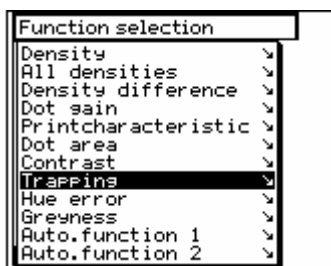 Function selection
Density
All densities
Density difference
Dot gain
Printcharacteristic
Dot area
Contrast
Trapping
Hue error
Greyness
Auto.function 1
Auto.function 2